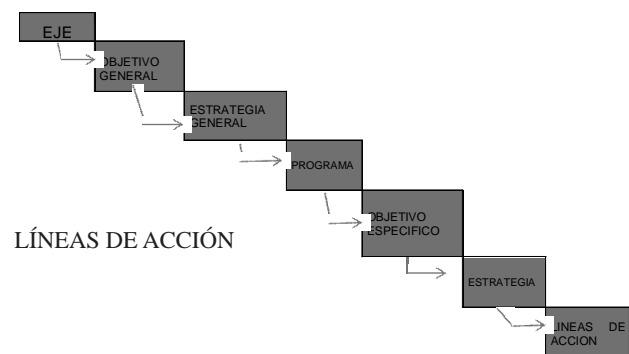 EJE
OBJETIVO
GENERAL
ESTRATEGIA
GENERAL
PROGRAMA
OBJETIVO
ESPECIFICO
LÍNEAS DE ACCIÓN
ESTRATEGIA
LINEAS DE
ACCION